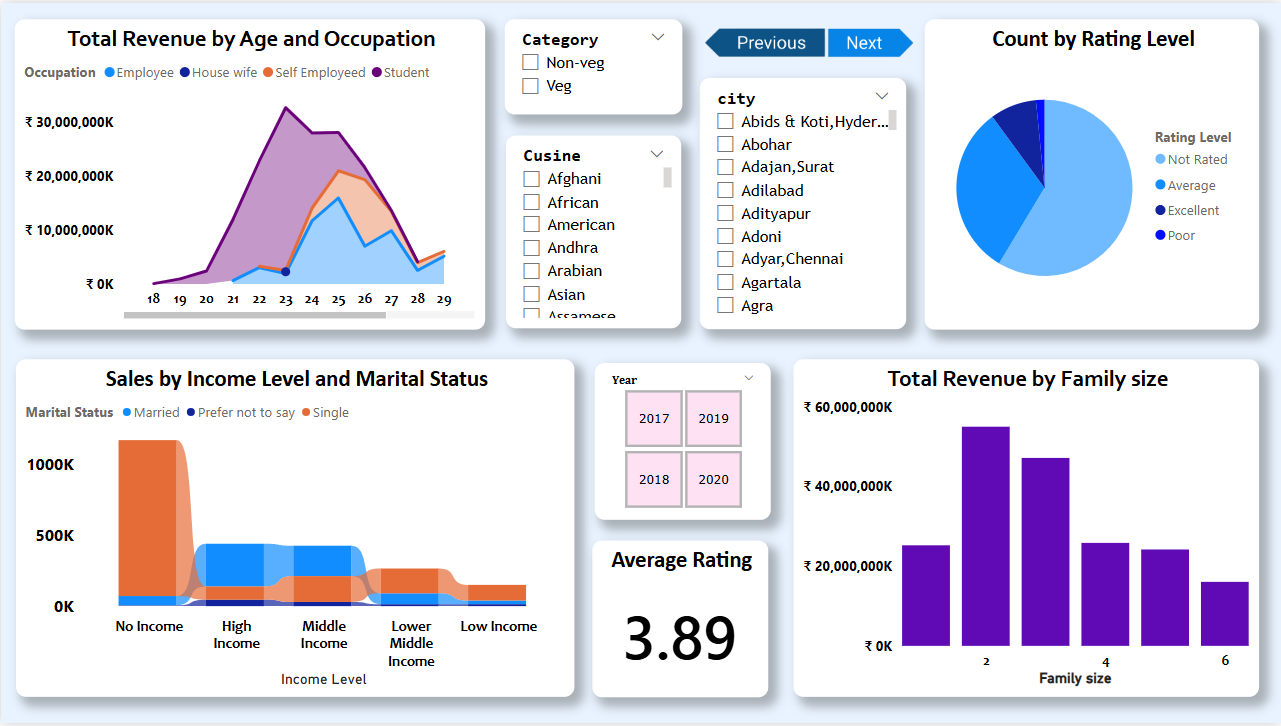 Total Revenue by Age and Occupation
Occupation Employee House wife Self Employeed Student
₹ 30,000,000K
₹ 20,000,000K
₹ 10,000,000K
₹ 0K
18 19 20 21 22 23 24 25 26 27 28 29
Category
Non-veg
Veg
Cusine
Afghani
African
American
Andhra
Arabian
Asian
Assamese
Previous Next
city
Abids & Koti,Hyder...
Abohar
Adajan,Surat
Adilabad
Adityapur
Adoni
Adyar,Chennai
Agartala
Agra
Count by Rating Level
Rating Level
Not Rated
Average
Excellent
Poor
Sales by Income Level and Marital Status
Marital Status Married Prefer not to say Single
1000K
500K
0K
No Income
High
Income
Middle
Income
Lower
Middle
Income
Low Income
Income Level
Year
2017 2019
2018 2020
Average Rating
3.89
Total Revenue by Family size
₹ 60,000,000K
₹ 40,000,000K
₹ 20,000,000K
₹ 0K
2 4 6
Family size